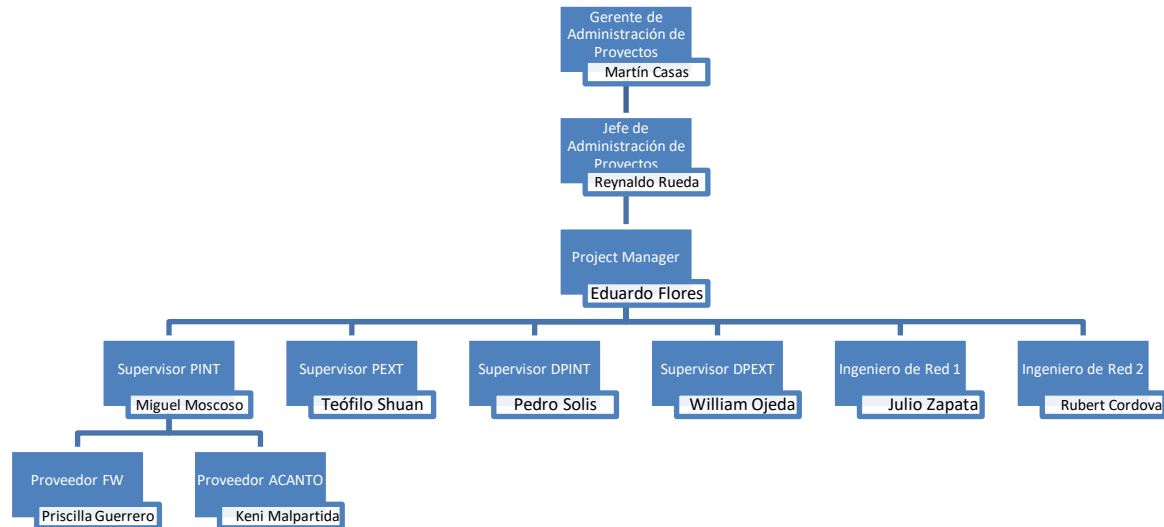 Gerente de
Administración de
Proyectos
Martín Casas
Jefe de
Administración de
Proyectos
Reynaldo Rueda
Project Manager
Eduardo Flores
Supervisor PINT
Miguel Moscoso
Supervisor PEXT
Teófilo Shuan
Supervisor DPINT
Pedro Solis
Supervisor DPEXT
William Ojeda
Ingeniero de Red 1
Julio Zapata
Ingeniero de Red 2
Rubert Cordova
Proveedor FW
Priscilla Guerrero
Proveedor ACANTO
Keni Malpartida